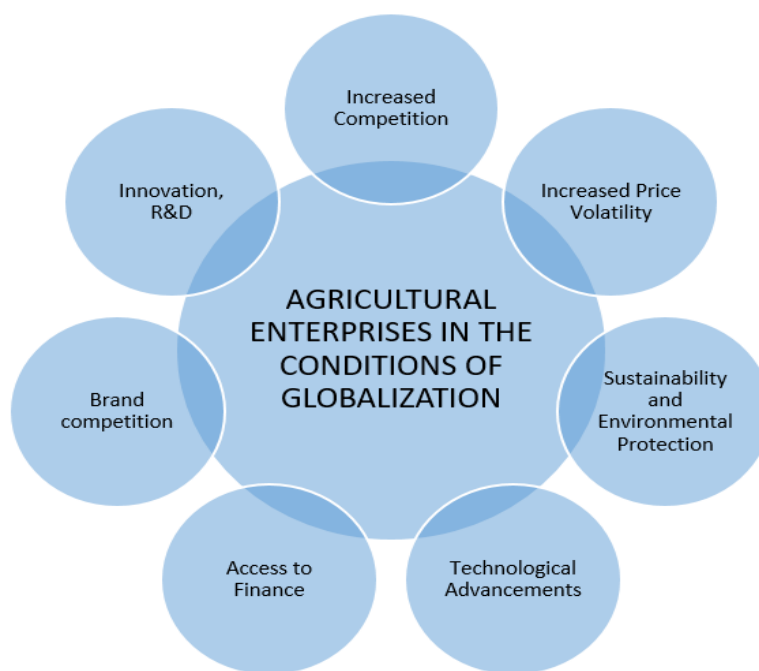 Increased
Competition
Increased Price
Volatility
Sustainability
and
Environmental
Protection
Technological
Advancements
Access to
Finance
Brand
competition
Innovation,
R&D
AGRICULTURAL
ENTERPRISES IN THE
CONDITIONS OF
GLOBALIZATION